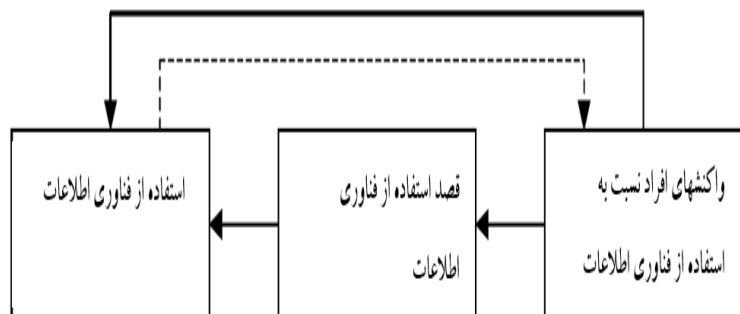 واکنشهای افراد نسبت به
استفاده از فناوری اطلاعات
قصد استفاده از فناوری
اطلاعات
استفاده از فناوری اطلاعات